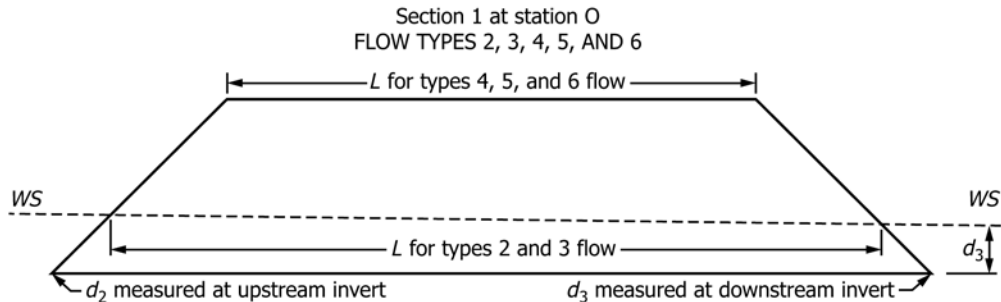 Section 1 at station O
FLOW TYPES 2, 3, 4, 5, AND 6
L for types 4, 5, and 6 flow
WS
WS
L for types 2 and 3 flow
d3
d2 measured at upstream invert
d3 measured at downstream invert